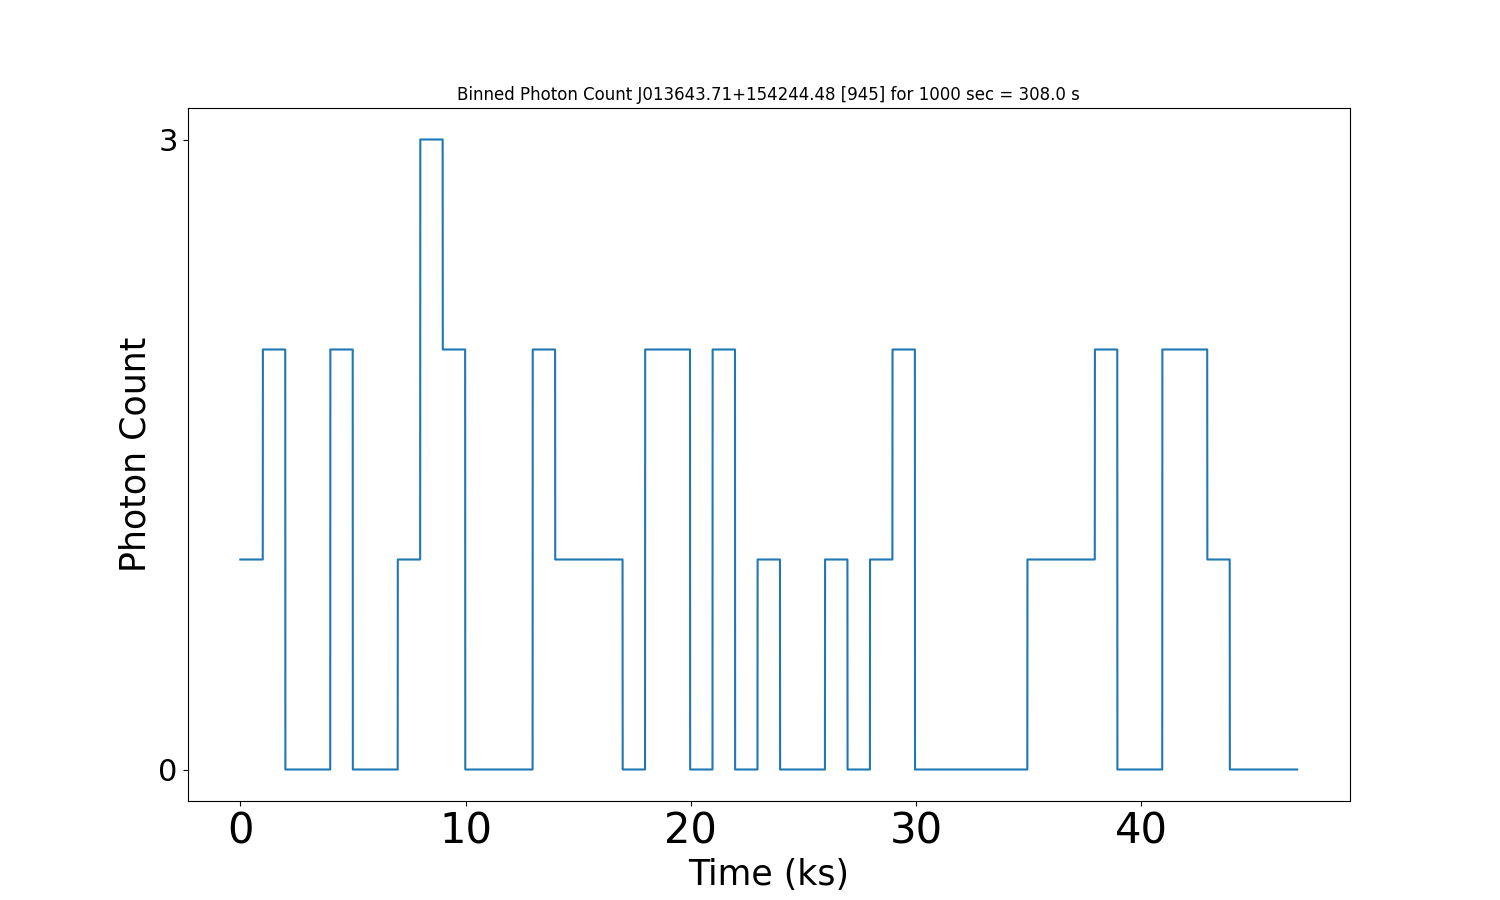 Binned Photon Count J013643.71+154244.48 [945] for 1000 sec = 308.0 s
3
Photon Count
0
0 10 20 30 40
Time (ks)